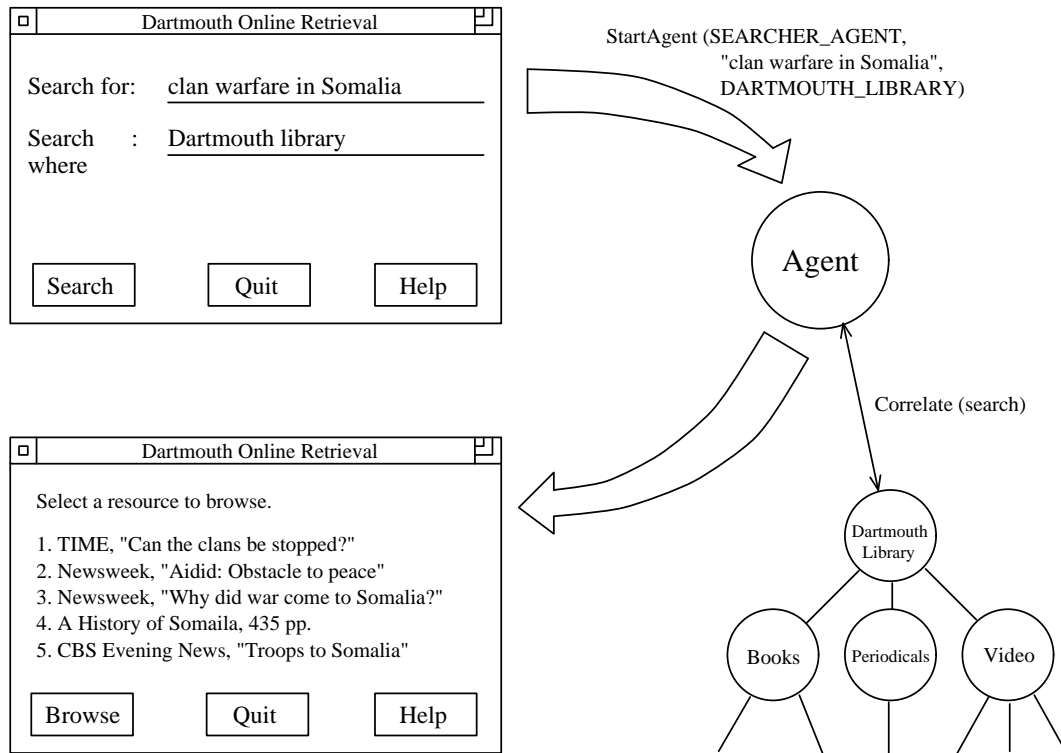 Dartmouth Online Retrieval
Search for: clan warfare in Somalia
Search : Dartmouth library
where
Search Quit Help
StartAgent (SEARCHER_AGENT,
"clan warfare in Somalia",
DARTMOUTH_LIBRARY)
Agent
Correlate (search)
Dartmouth Online Retrieval
Select a resource to browse.
1. TIME, "Can the clans be stopped?"
2. Newsweek, "Aidid: Obstacle to peace"
3. Newsweek, "Why did war come to Somalia?"
4. A History of Somaila, 435 pp.
5. CBS Evening News, "Troops to Somalia"
Browse Quit Help
Dartmouth
Library
Books Periodicals Video